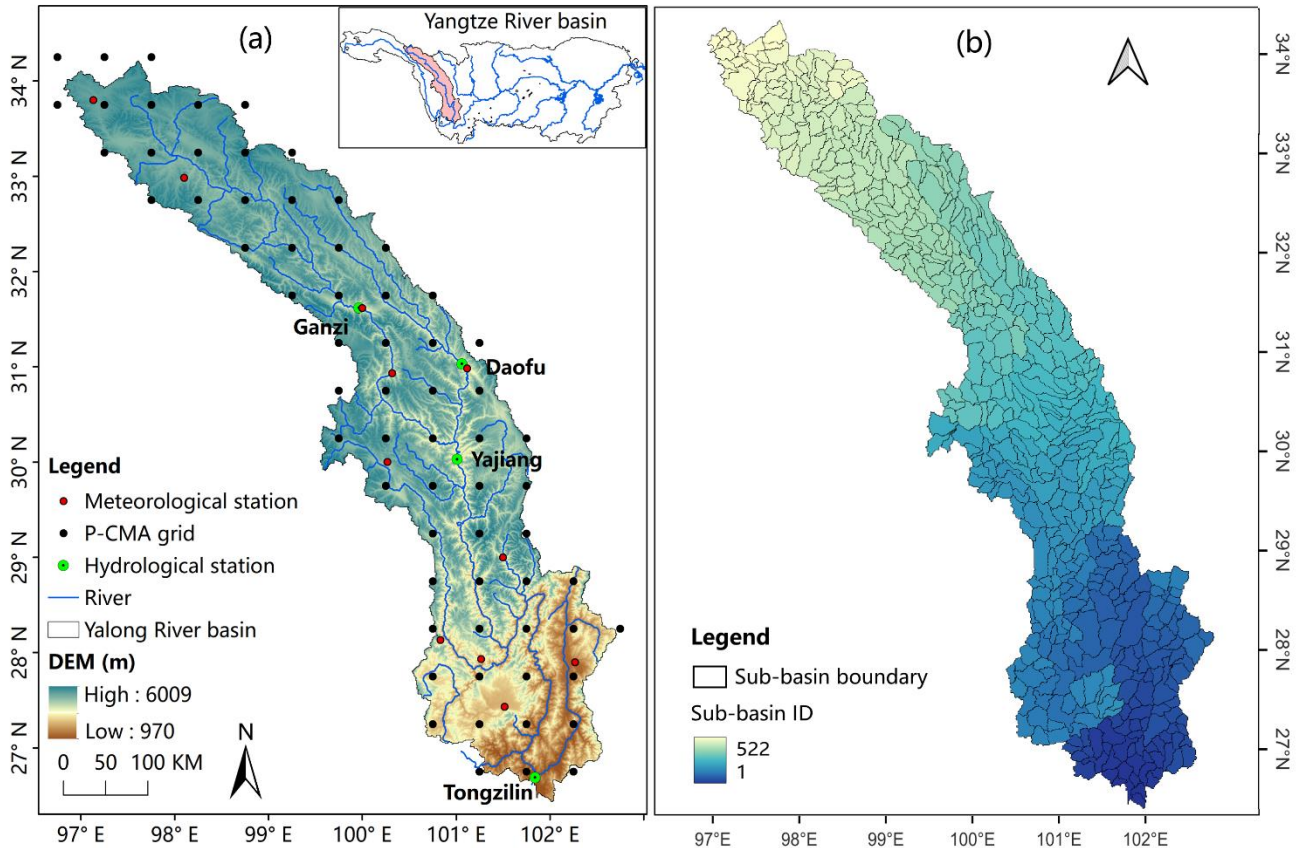 (a)
Yangtze River basin
34° N
33° N
32° N
31° N
30° N
29° N
28° N
27° N
Ganzi
Daofu
Yajiang
Tongzilin
Legend
Meteorological station
P-CMA grid
Hydrological station
River
Yalong River basin
DEM (m)
High : 6009
Low : 970
0 50 100 KM
N
97° E 98° E 99° E 100° E 101° E 102° E
(b)
34°N
33°N
32°N
31°N
30°N
29°N
28°N
27°N
Legend
Sub-basin boundary
Sub-basin ID
522
1
97°E 98°E 99°E 100°E 101°E 102°E